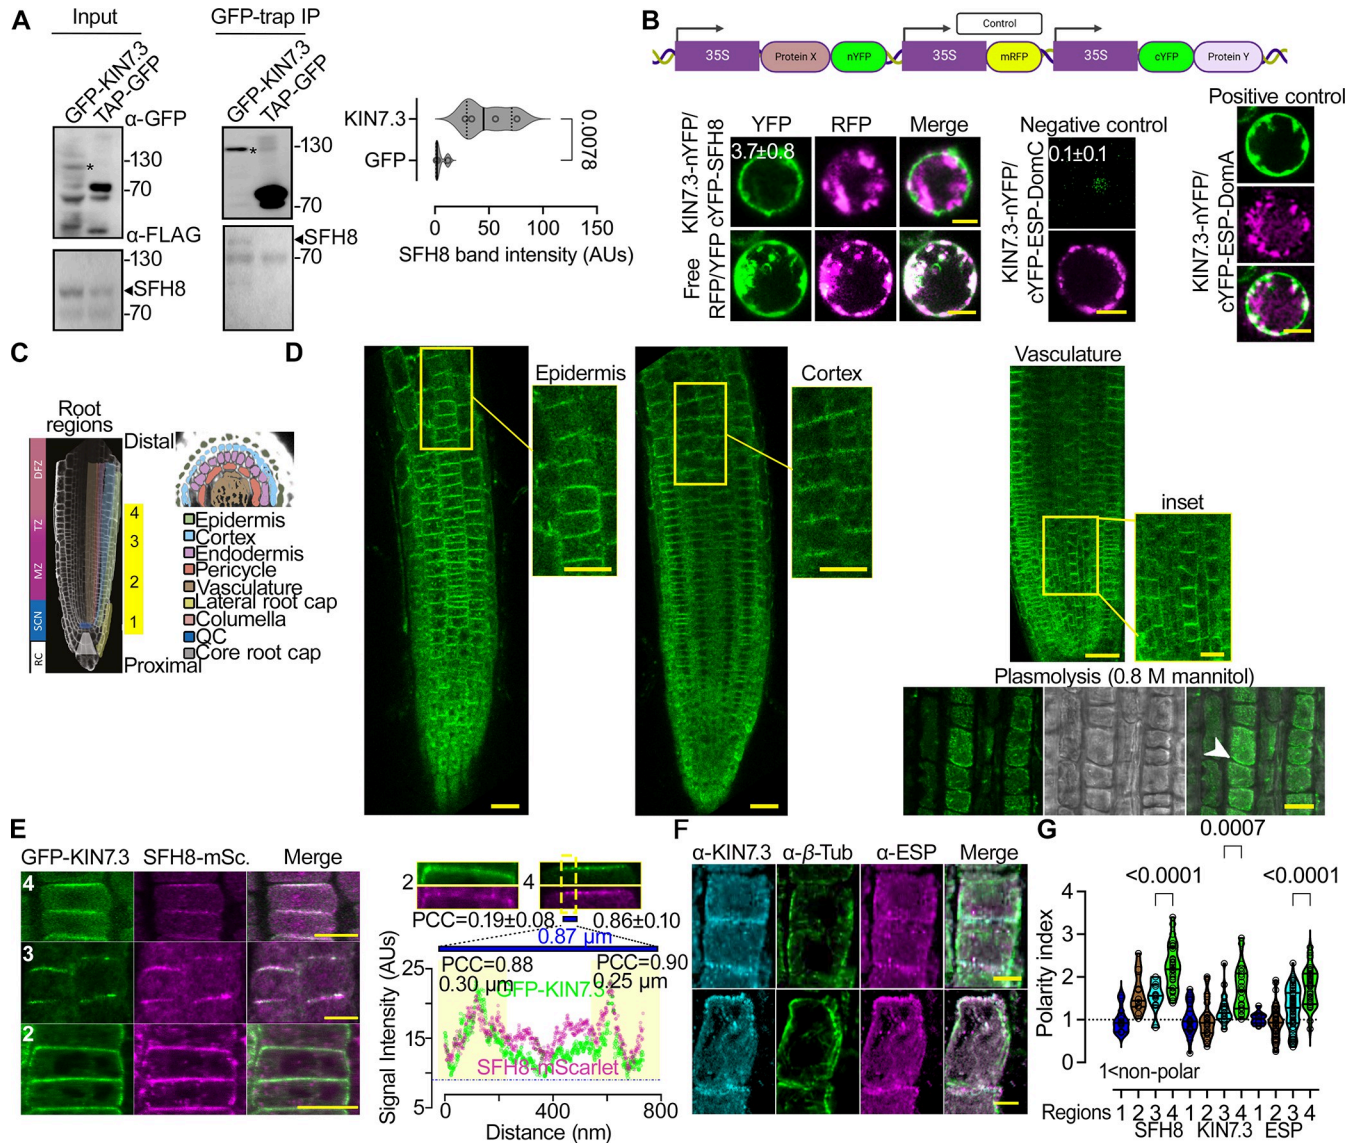 A
Input
GFP-trap IP
GFP-KIN7.3
TAP-GFP
GFP-KIN7.3
TAP-GFP
α-GFP
-130
*
-70
α-FLAG
-130
◄SFH8
-70
-130
*
-70
◄SFH8
-70
KIN7.3
GFP
0.0078
0 50 100 150
SFH8 band intensity (AUs)
B
Control
35S Protein X nYFP 35S mRFP 35S cYFP Protein Y
YFP RFP Merge
KIN7.3-nYFP/
cYFP-SFH8
3.7±0.8
Free
RFP/YFP
Negative control
KIN7.3-nYFP/
cYFP-ESP-DomC
0.1±0.1
Positive control
KIN7.3-nYFP/
cYFP-ESP-DomA
C
Root
regions
Distal
DFZ
TZ
MZ
SCN
RC
4
3
2
1
Proximal
Epidermis
Cortex
Endodermis
Pericycle
Vasculature
Lateral root cap
Columella
QC
Core root cap
D
Epidermis
Cortex
Vasculature
inset
Plasmolysis (0.8 M mannitol)
E
GFP-KIN7.3 SFH8-mSc. Merge
4
3
2
2 4
PCC=0.19±0.08 0.86±0.10
0.87 µm
PCC=0.88
0.30 µm
PCC=0.90
0.25 µm
GFP-KIN7.3
SFH8-mScarlet
Signal Intensity (AUs)
25
15
5
0 400 800
Distance (nm)
F
α-KIN7.3 α-β-Tub α-ESP Merge
G
0.0007
<0.0001 <0.0001
Polarity index
4
3
2
1
0
1<non-polar
Regions 1 2 3 4 1 2 3 4 1 2 3 4
SFH8 KIN7.3 ESP